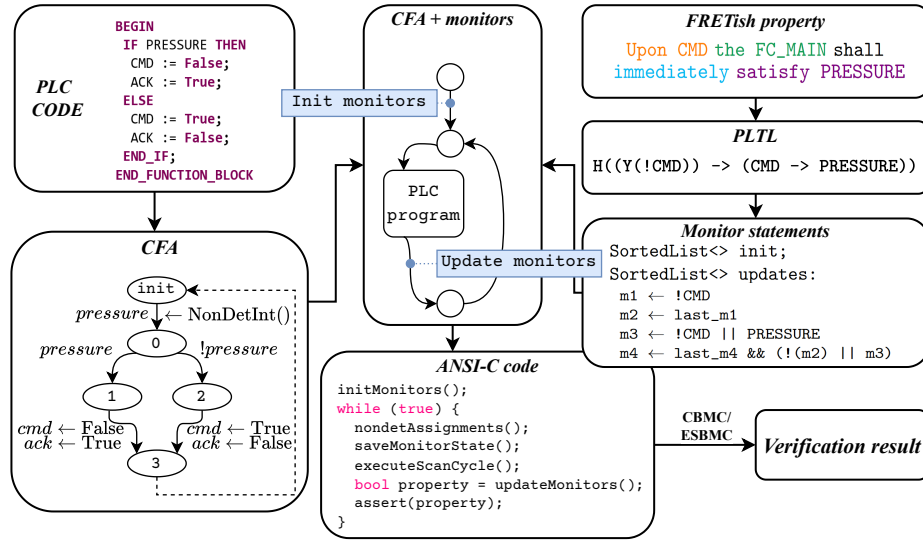 BEGIN
IF PRESSURE THEN
CMD := False;
ACK := True;
ELSE
CMD := True;
ACK := False;
END_IF;
END_FUNCTION_BLOCK
PLC
CODE
CFA
init
pressure
← NonDetInt()
0
pressure
!pressure
1
2
cmd ← False
ack ← True
cmd ← True
ack ← False
3
CFA + monitors
Init monitors
PLC
program
Update monitors
FRETish property
Upon CMD the FC_MAIN shall
immediately satisfy PRESSURE
PLTL
H((Y(!CMD)) -> (CMD -> PRESSURE))
Monitor statements
SortedList<> init;
SortedList<> updates:
m1 ← !CMD
m2 ← last_m1
m3 ← !CMD || PRESSURE
m4 ← last_m4 && (!(m2) || m3)
ANSI-C code
initMonitors();
while (true) {
nondetAssignments();
saveMonitorState();
executeScanCycle();
bool property = updateMonitors();
assert(property);
}
CBMC/
ESBMC
Verification result